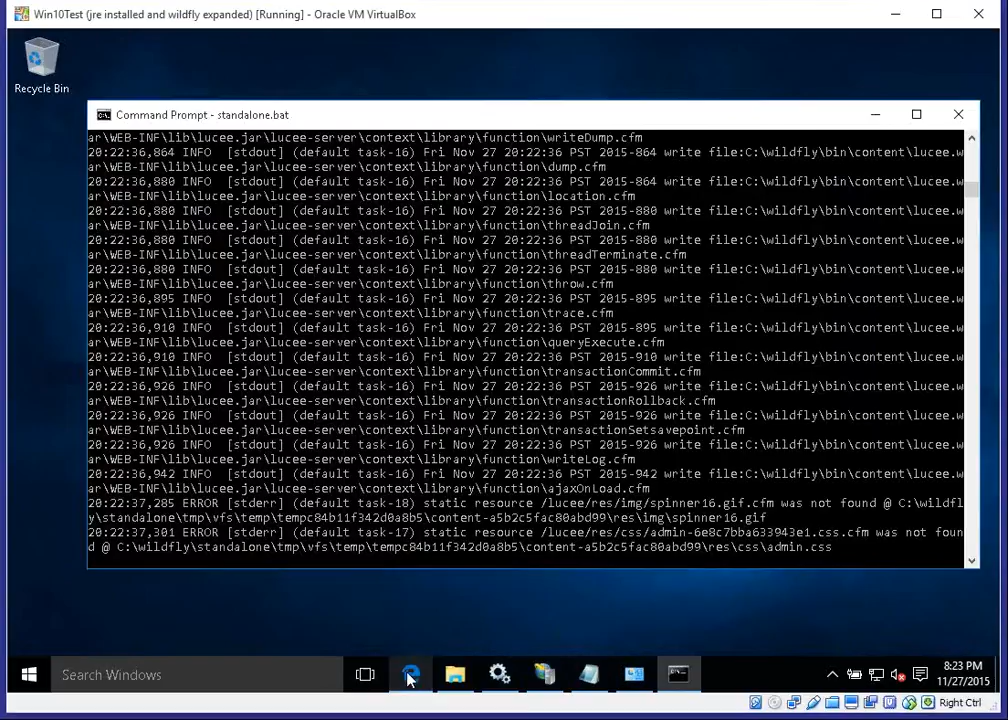 Win10Test (jre installed and wildfly expanded) [Running] - Oracle VM VirtualBox
Recycle Bin
Command Prompt - standalone.bat
ar\WEB-INF\lib\lucee.jar\lucee-server\context\library\function\writeDump.cfm
20:22:36,864 INFO  [stdout] (default task-16) Fri Nov 27 20:22:36 PST 2015-864 write file:C:\wildfly\bin\content\lucee.w
ar\WEB-INF\lib\lucee.jar\lucee-server\context\library\function\dump.cfm
20:22:36,880 INFO  [stdout] (default task-16) Fri Nov 27 20:22:36 PST 2015-864 write file:C:\wildfly\bin\content\lucee.w
ar\WEB-INF\lib\lucee.jar\lucee-server\context\library\function\location.cfm
20:22:36,880 INFO  [stdout] (default task-16) Fri Nov 27 20:22:36 PST 2015-880 write file:C:\wildfly\bin\content\lucee.w
ar\WEB-INF\lib\lucee.jar\lucee-server\context\library\function\threadJoin.cfm
20:22:36,880 INFO  [stdout] (default task-16) Fri Nov 27 20:22:36 PST 2015-880 write file:C:\wildfly\bin\content\lucee.w
ar\WEB-INF\lib\lucee.jar\lucee-server\context\library\function\threadTerminate.cfm
20:22:36,880 INFO  [stdout] (default task-16) Fri Nov 27 20:22:36 PST 2015-880 write file:C:\wildfly\bin\content\lucee.w
ar\WEB-INF\lib\lucee.jar\lucee-server\context\library\function\throw.cfm
20:22:36,895 INFO  [stdout] (default task-16) Fri Nov 27 20:22:36 PST 2015-895 write file:C:\wildfly\bin\content\lucee.w
ar\WEB-INF\lib\lucee.jar\lucee-server\context\library\function\trace.cfm
20:22:36,910 INFO  [stdout] (default task-16) Fri Nov 27 20:22:36 PST 2015-895 write file:C:\wildfly\bin\content\lucee.w
ar\WEB-INF\lib\lucee.jar\lucee-server\context\library\function\queryExecute.cfm
20:22:36,910 INFO  [stdout] (default task-16) Fri Nov 27 20:22:36 PST 2015-910 write file:C:\wildfly\bin\content\lucee.w
ar\WEB-INF\lib\lucee.jar\lucee-server\context\library\function\transactionCommit.cfm
20:22:36,926 INFO  [stdout] (default task-16) Fri Nov 27 20:22:36 PST 2015-926 write file:C:\wildfly\bin\content\lucee.w
ar\WEB-INF\lib\lucee.jar\lucee-server\context\library\function\transactionRollback.cfm
20:22:36,926 INFO  [stdout] (default task-16) Fri Nov 27 20:22:36 PST 2015-926 write file:C:\wildfly\bin\content\lucee.w
ar\WEB-INF\lib\lucee.jar\lucee-server\context\library\function\transactionSetsavepoint.cfm
20:22:36,926 INFO  [stdout] (default task-16) Fri Nov 27 20:22:36 PST 2015-926 write file:C:\wildfly\bin\content\lucee.w
ar\WEB-INF\lib\lucee.jar\lucee-server\context\library\function\writeLog.cfm
20:22:36,942 INFO  [stdout] (default task-16) Fri Nov 27 20:22:36 PST 2015-942 write file:C:\wildfly\bin\content\lucee.w
ar\WEB-INF\lib\lucee.jar\lucee-server\context\library\function\ajaxOnLoad.cfm
20:22:37,285 ERROR [stderr] (default task-18) static resource /lucee/res/img/spinner16.gif.cfm was not found @ C:\wildfl
y\standalone\tmp\vfs\temp\tempc84b11f342d0a8b5\content-a5b2c5fac80abd99\res\img\spinner16.gif
20:22:37,301 ERROR [stderr] (default task-17) static resource /lucee/res/css/admin-6e8c7bba633943e1.css.cfm was not foun
d @ C:\wildfly\standalone\tmp\vfs\temp\tempc84b11f342d0a8b5\content-a5b2c5fac80abd99\res\css\admin.css
Search Windows
8:23 PM
11/27/2015
Right Ctrl